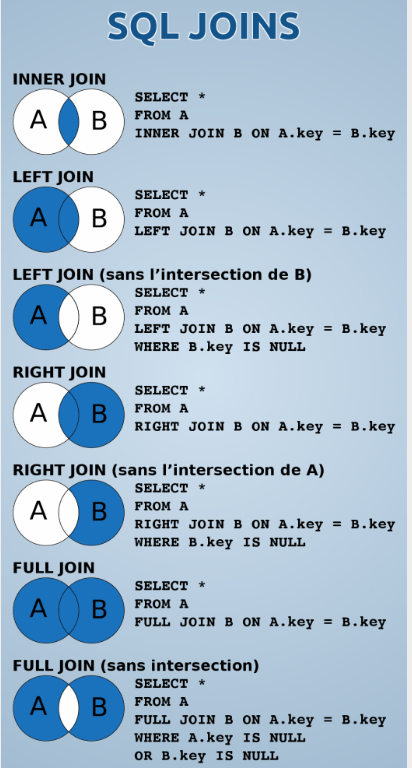 SQL JOINS
INNER JOIN
A B
SELECT *
FROM A
INNER JOIN B ON A.key = B.key
LEFT JOIN
A B
SELECT *
FROM A
LEFT JOIN B ON A.key = B.key
LEFT JOIN (sans l’intersection de B)
A B
SELECT *
FROM A
LEFT JOIN B ON A.key = B.key
WHERE B.key IS NULL
RIGHT JOIN
A B
SELECT *
FROM A
RIGHT JOIN B ON A.key = B.key
RIGHT JOIN (sans l’intersection de A)
A B
SELECT *
FROM A
RIGHT JOIN B ON A.key = B.key
WHERE B.key IS NULL
FULL JOIN
A B
SELECT *
FROM A
FULL JOIN B ON A.key = B.key
FULL JOIN (sans intersection)
A B
SELECT *
FROM A
FULL JOIN B ON A.key = B.key
WHERE A.key IS NULL
OR B.key IS NULL